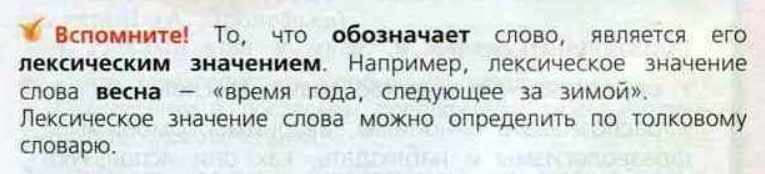 Вспомните! То, что обозначает слово, является его
лексическим значением. Например, лексическое значение
слова весна – «время года, следующее за зимой».
Лексическое значение слова можно определить по толковому
словарю.